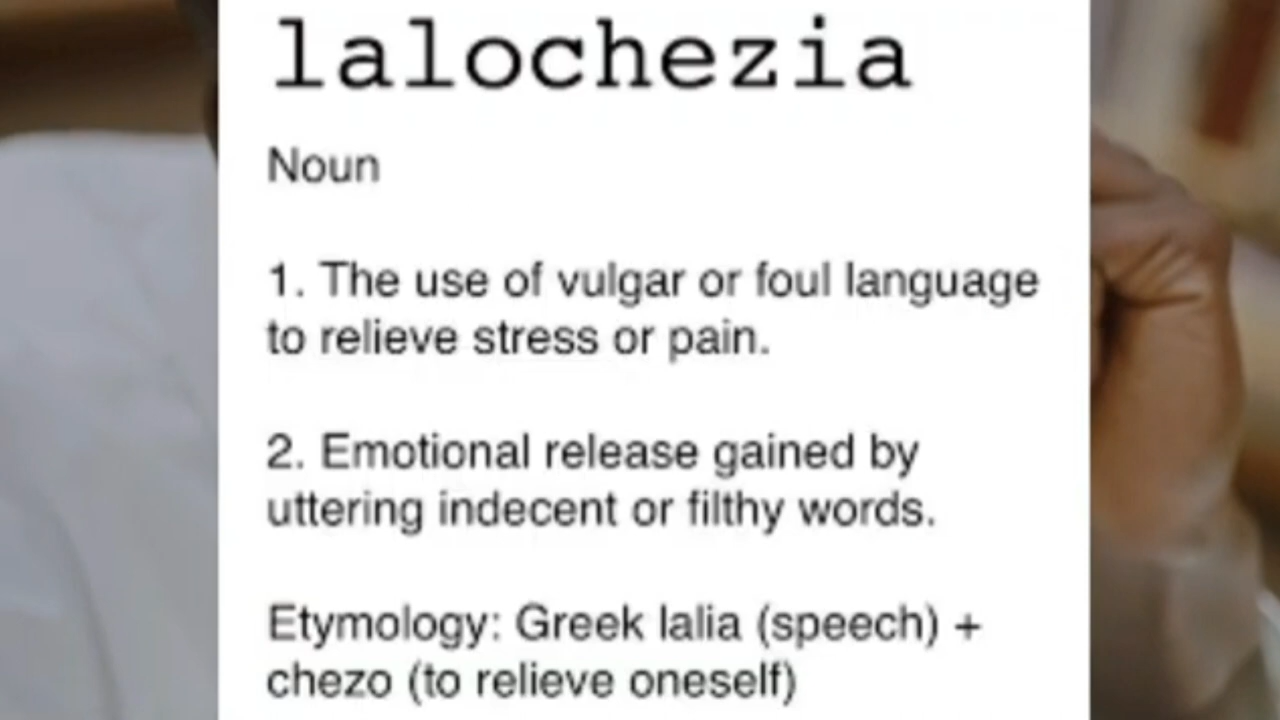 lalochezia
Noun
1. The use of vulgar or foul language
to relieve stress or pain.
2. Emotional release gained by
uttering indecent or filthy words.
Etymology: Greek lalia (speech) +
chezo (to relieve oneself)